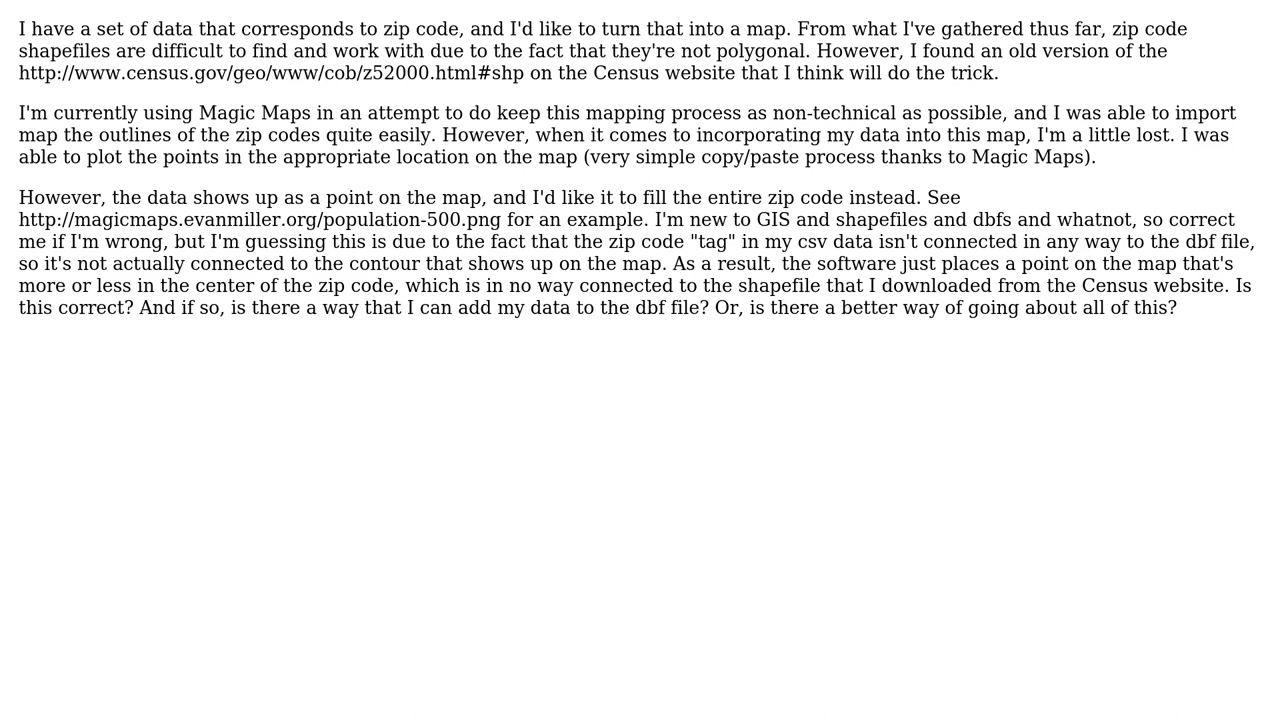 I have a set of data that corresponds to zip code, and I'd like to turn that into a map. From what I've gathered thus far, zip code
shapefiles are difficult to find and work with due to the fact that they're not polygonal. However, I found an old version of the
http://www.census.gov/geo/www/cob/z52000.html#shp on the Census website that I think will do the trick.
I'm currently using Magic Maps in an attempt to do keep this mapping process as non-technical as possible, and I was able to import
map the outlines of the zip codes quite easily. However, when it comes to incorporating my data into this map, I'm a little lost. I was
able to plot the points in the appropriate location on the map (very simple copy/paste process thanks to Magic Maps).
However, the data shows up as a point on the map, and I'd like it to fill the entire zip code instead. See
http://magicmaps.evanmiller.org/population-500.png for an example. I'm new to GIS and shapefiles and dbfs and whatnot, so correct
me if I'm wrong, but I'm guessing this is due to the fact that the zip code "tag" in my csv data isn't connected in any way to the dbf file,
so it's not actually connected to the contour that shows up on the map. As a result, the software just places a point on the map that's
more or less in the center of the zip code, which is in no way connected to the shapefile that I downloaded from the Census website. Is
this correct? And if so, is there a way that I can add my data to the dbf file? Or, is there a better way of going about all of this?